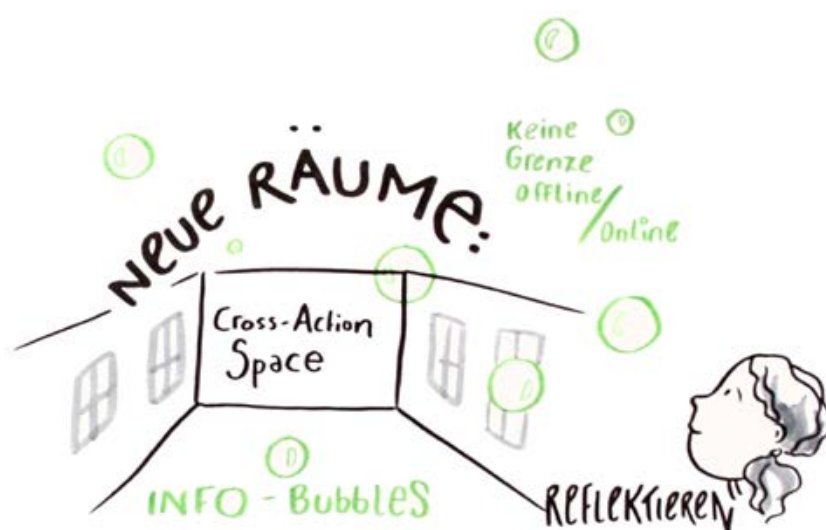 Neue RÄUMe:
Keine
Grenze
offline/
Online
Cross-Action
Space
INFO-BubbleS
REFLEKTIEREN